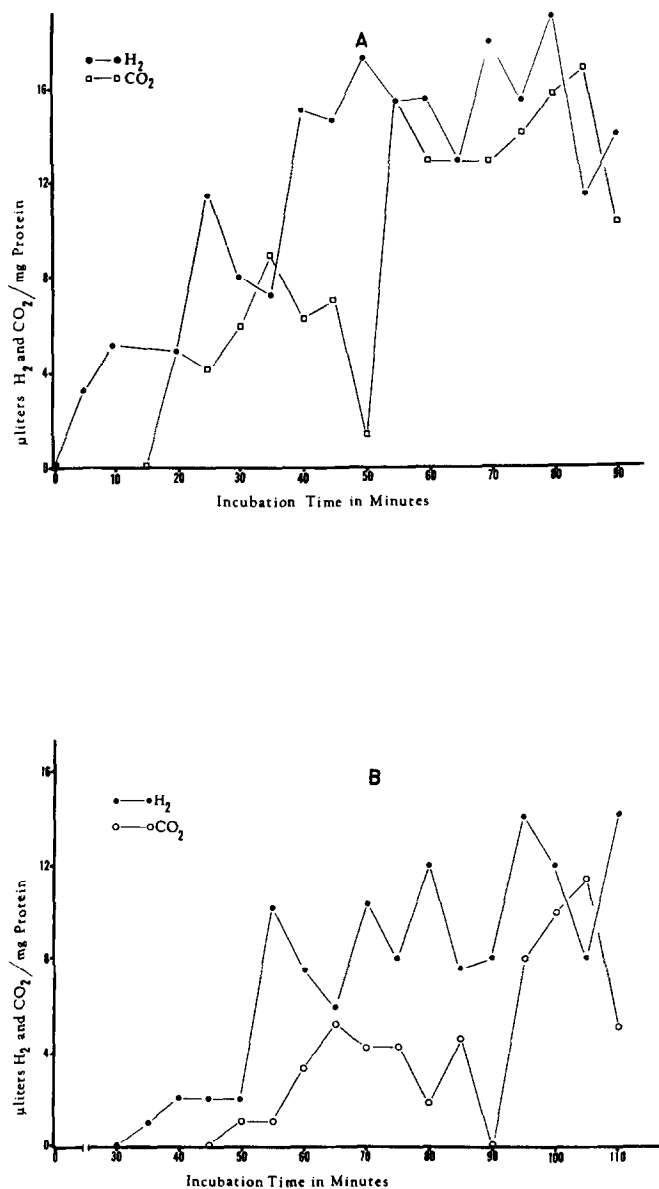 A
H2
CO2
16
12
8
4
0
µliters H2 and CO2/mg Protein
0 10 20 30 40 50 60 70 80 90
Incubation Time in Minutes
B
H2
CO2
16
12
8
4
0
µliters H2 and CO2/mg Protein
0 30 40 50 60 70 80 90 100 110
Incubation Time in Minutes